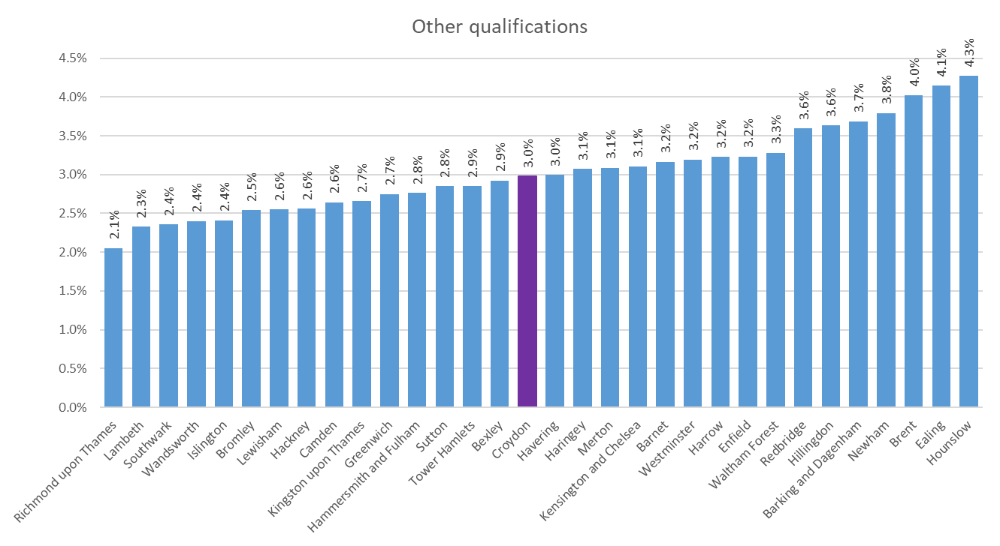 Other qualifications
4.5%
4.0%
3.5%
3.0%
2.5%
2.0%
1.5%
1.0%
0.5%
0.0%
2.1%
2.3%
2.4%
2.4%
2.4%
2.5%
2.6%
2.6%
2.6%
2.7%
2.7%
2.8%
2.8%
2.9%
2.9%
3.0%
3.0%
3.1%
3.1%
3.1%
3.2%
3.2%
3.2%
3.2%
3.3%
3.6%
3.6%
3.7%
3.8%
4.0%
4.1%
4.3%
Richmond upon Thames
Lambeth
Southwark
Wandsworth
Islington
Bromley
Lewisham
Hackney
Camden
Kingston upon Thames
Greenwich
Hammersmith and Fulham
Sutton
Tower Hamlets
Bexley
Croydon
Havering
Haringey
Merton
Kensington and Chelsea
Barnet
Westminster
Harrow
Enfield
Waltham Forest
Redbridge
Hillingdon
Barking and Dagenham
Newham
Brent
Ealing
Hounslow